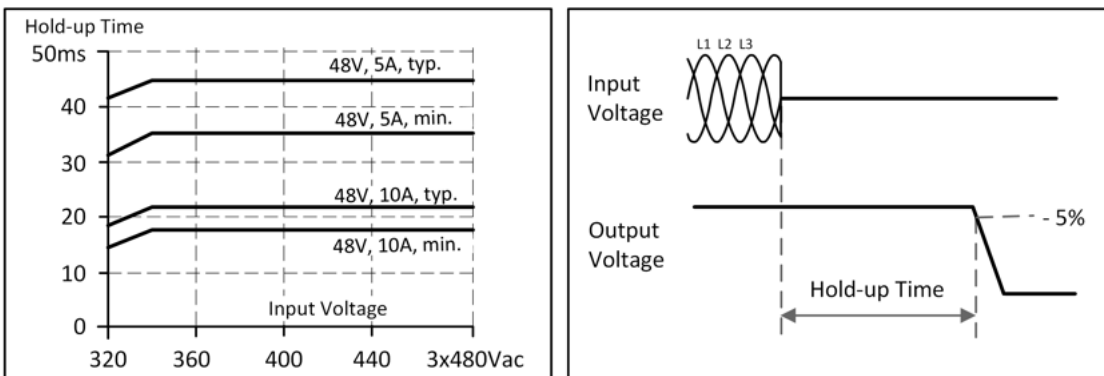 Hold-up Time
50ms
40
30
20
10
0
48V, 5A, typ.
48V, 5A, min.
48V, 10A, typ.
48V, 10A, min.
Input Voltage
320 360 400 440 3x480Vac
L1 L2 L3
Input
Voltage
Output
Voltage
- 5%
Hold-up Time